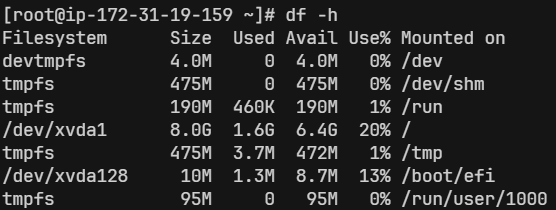 [root@ip-172-31-19-159 ~]# df -h
Filesystem      Size  Used Avail Use% Mounted on
devtmpfs        4.0M     0  4.0M   0% /dev
tmpfs           475M     0  475M   0% /dev/shm
tmpfs           190M  460K  190M   1% /run
/dev/xvda1      8.0G  1.6G  6.4G  20% /
tmpfs           475M  3.7M  472M   1% /tmp
/dev/xvda128     10M  1.3M  8.7M  13% /boot/efi
tmpfs            95M     0   95M   0% /run/user/1000